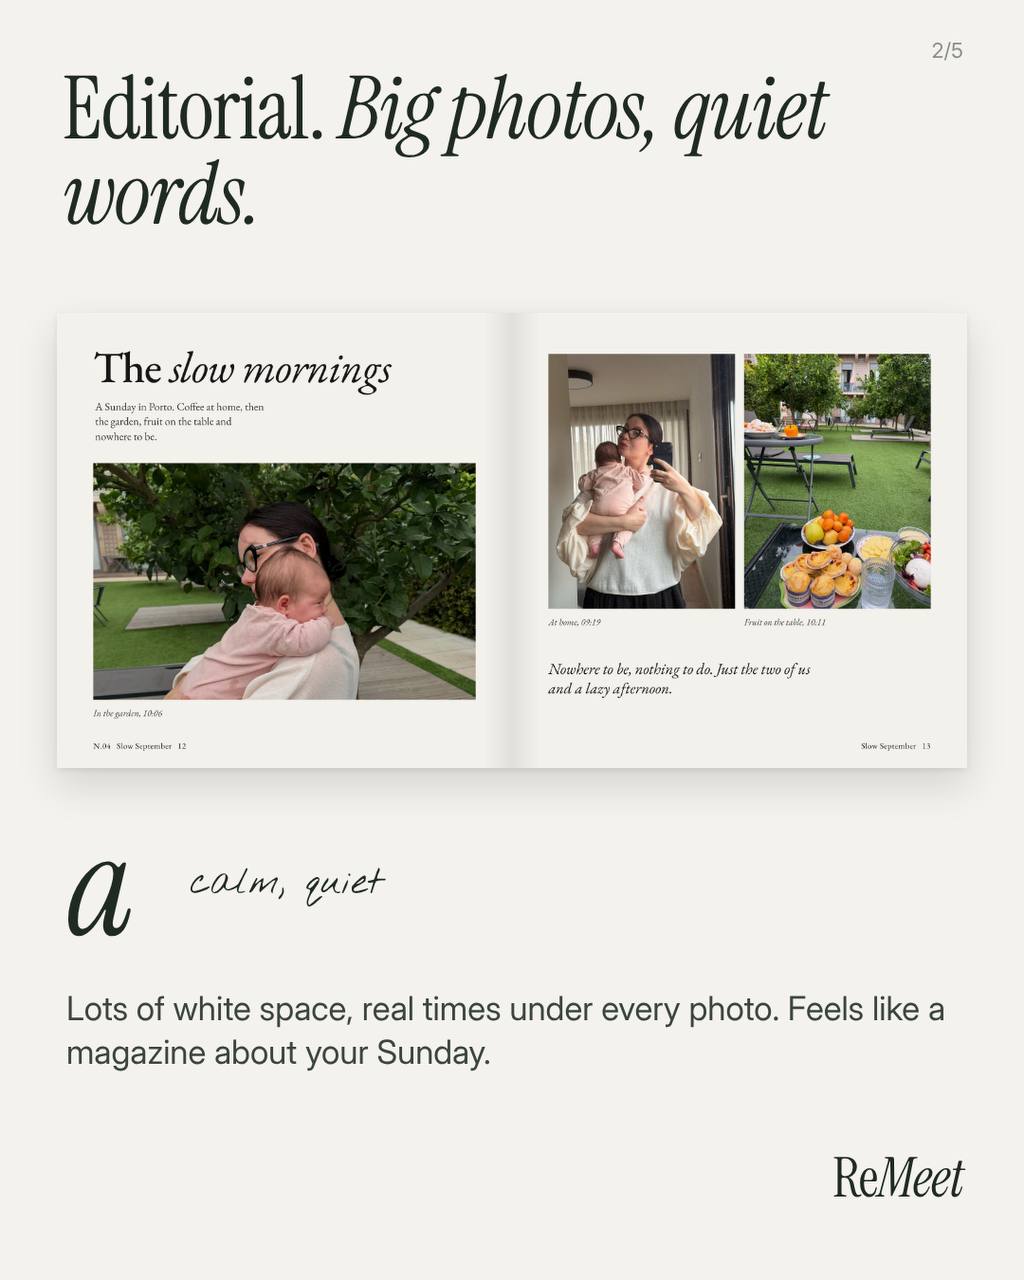 2/5
Editorial. Big photos, quiet
words.
The slow mornings
A Sunday in Porto. Coffee at home, then
the garden, fruit on the table and
nowhere to be.
In the garden, 10:06
N.04 Slow September 12
At home, 09:19
Fruit on the table, 10:11
Nowhere to be, nothing to do. Just the two of us
and a lazy afternoon.
Slow September 13
a
calm, quiet
Lots of white space, real times under every photo. Feels like a
magazine about your Sunday.
ReMeet